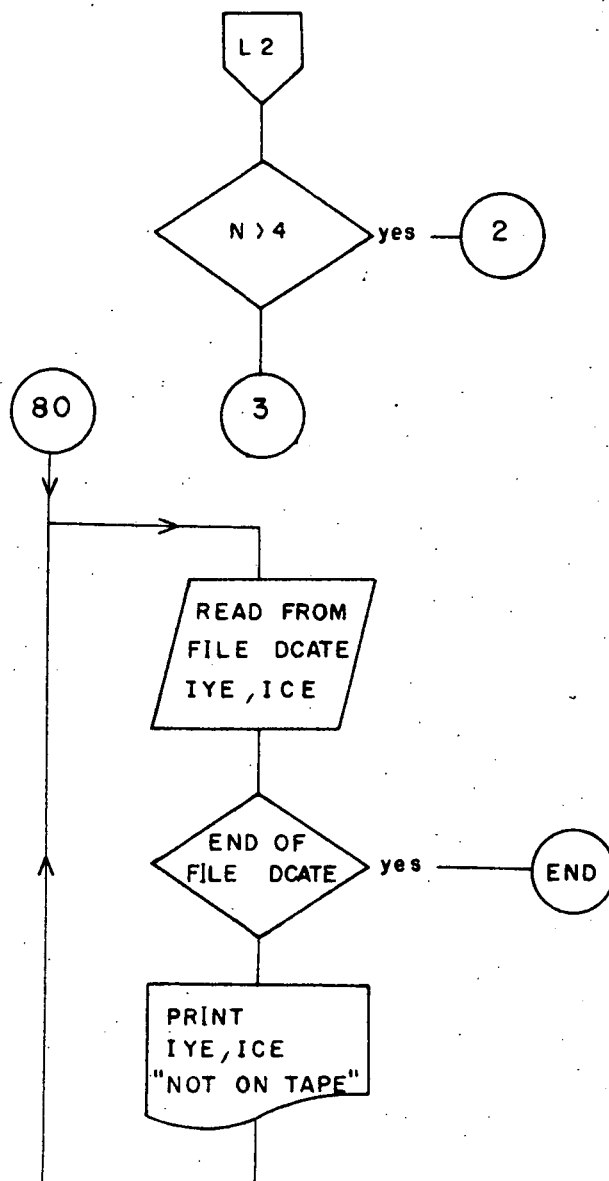 L2
N>4
yes
2
3
80
READ FROM
FILE DCATE
IYE,ICE
END OF
FILE DCATE
yes
END
PRINT
IYE,ICE
"NOT ON TAPE"